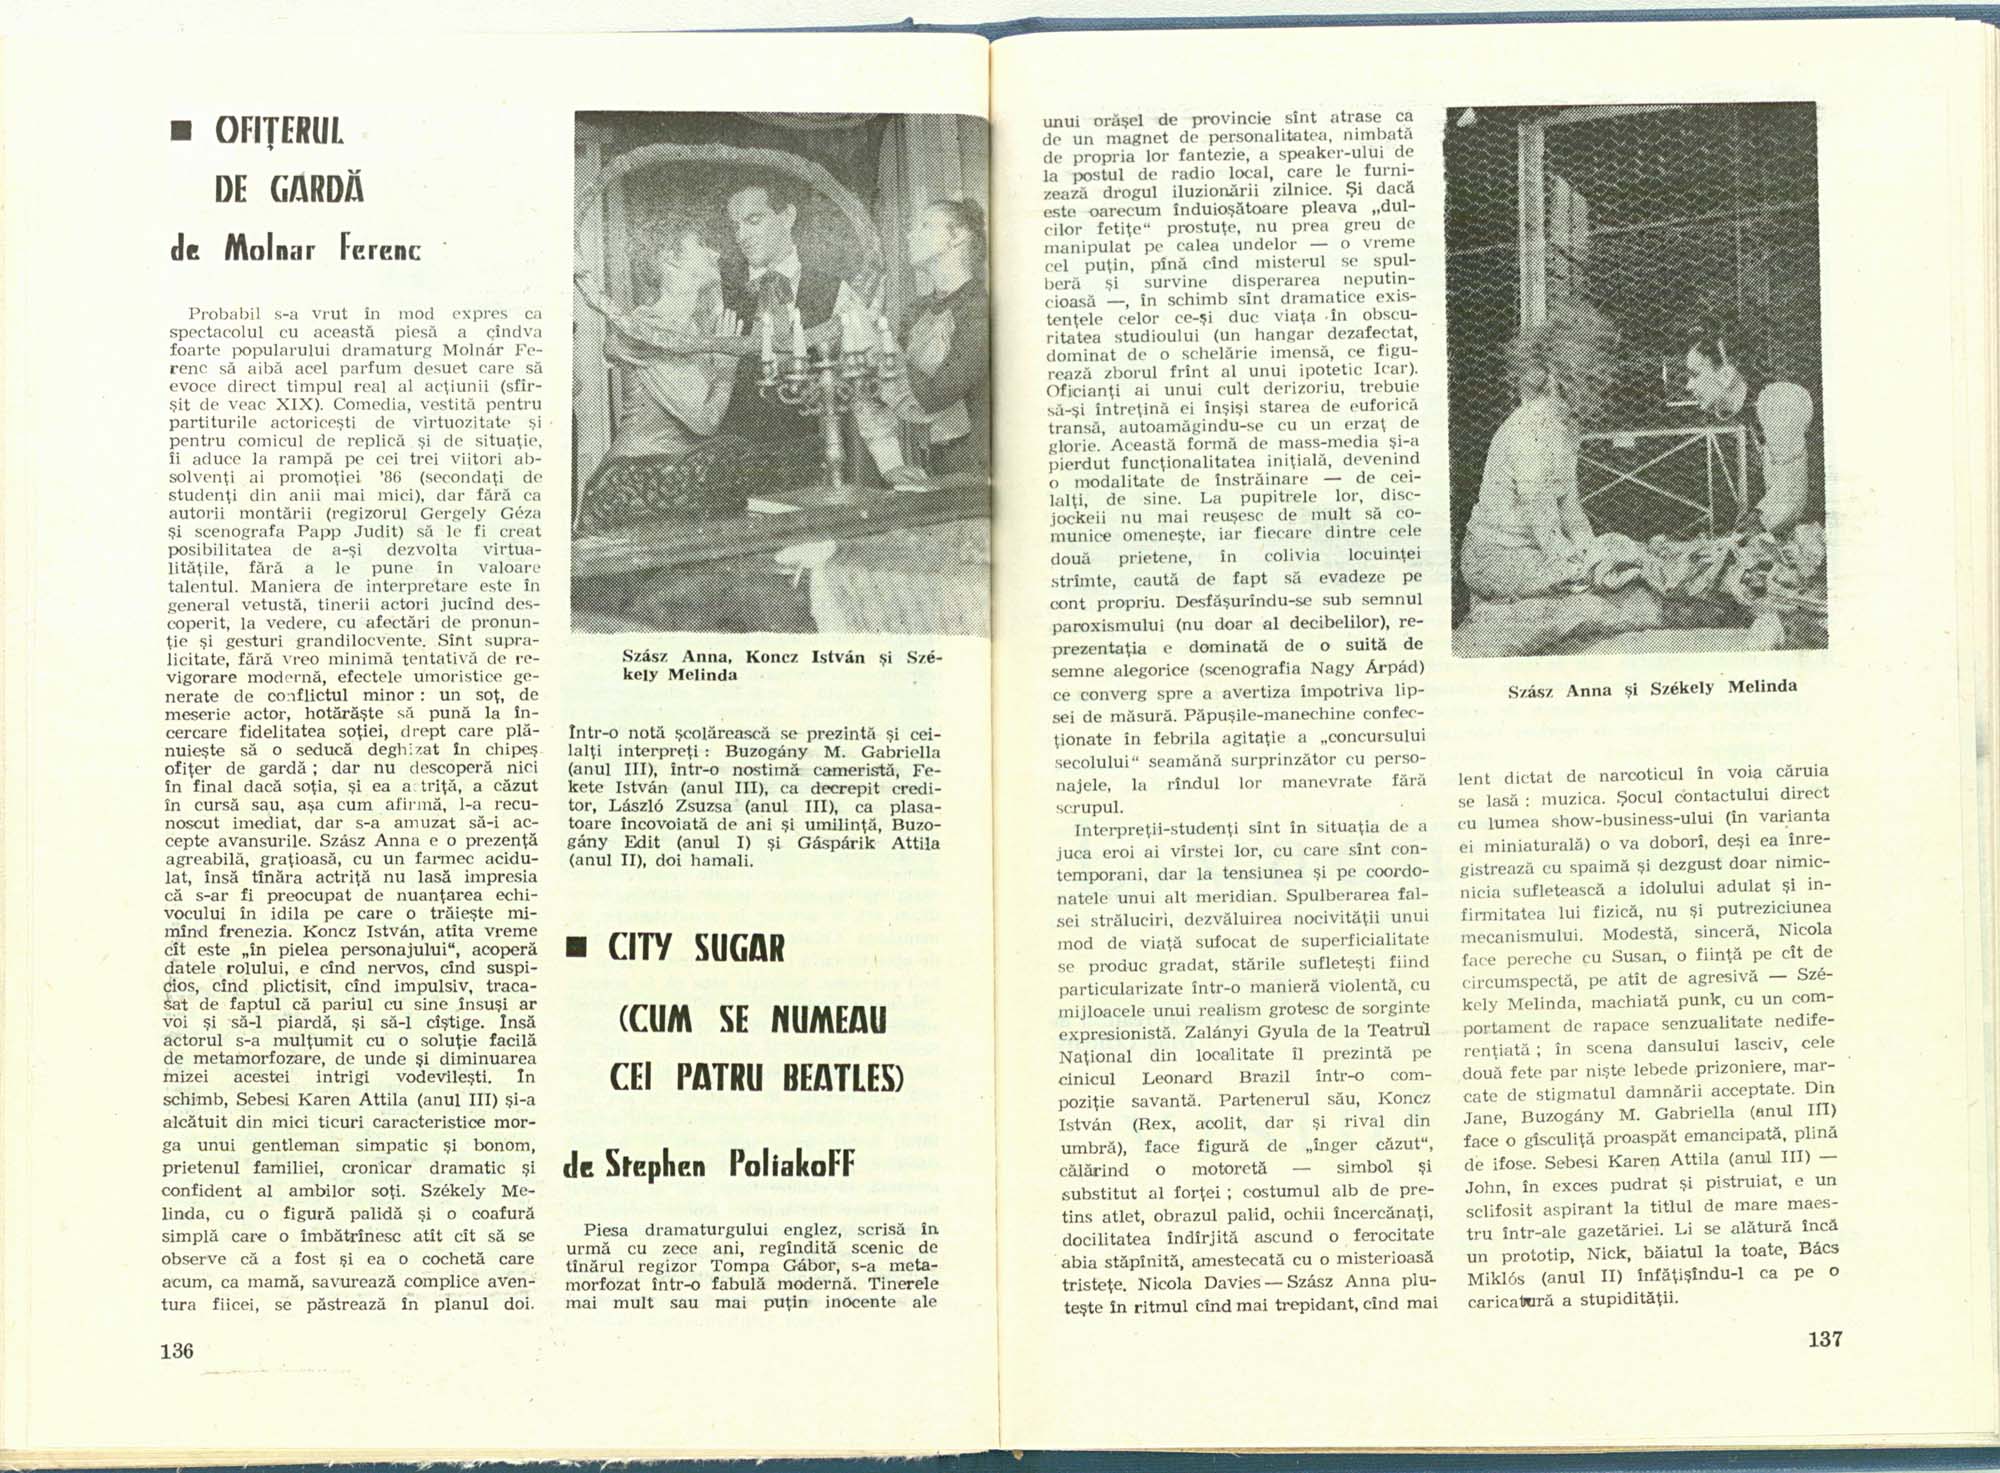 ■ OFIȚERUL
DE GARDĂ
de Molnar Ferenc
Probabil s-a vrut în mod expres ca
spectacolul cu această piesă a cîndva
foarte popularului dramaturg Molnár Fe-
renc să aibă acel parfum desuet care să
evoce direct timpul real al acțiunii (sfîr-
șit de veac XIX). Comedia, vestită pentru
partiturile actoricești de virtuozitate și
pentru comicul de replică și de situație,
îi aduce la rampă pe cei trei viitori ab-
solvenți ai promoției '86 (secondați de
studenți din anii mai mici), dar fără ca
autorii montării (regizorul Gergely Géza
și scenografa Papp Judit) să le fi creat
posibilitatea de a-și dezvolta virtua-
litățile, fără a le pune în valoare
talentul. Maniera de interpretare este în
general vetustă, tinerii actori jucînd des-
coperit, la vedere, cu afectări de pronun-
ție și gesturi grandilocvente. Sînt supra-
licitate, fără vreo minimă tentativă de re-
vigorare modernă, efectele umoristice ge-
nerate de conflictul minor : un soț, de
meserie actor, hotărăște să pună la în-
cercare fidelitatea soției, drept care plă-
nuiește să o seducă deghizat în chipeș
ofițer de gardă ; dar nu descoperă nici
în final dacă soția, și ea actriță, a căzut
în cursă sau, așa cum afirmă, l-a recu-
noscut imediat, dar s-a amuzat să-i ac-
cepte avansurile. Szász Anna e o prezență
agreabilă, grațioasă, cu un farmec acidu-
lat, însă tînăra actriță nu lasă impresia
că s-ar fi preocupat de nuanțarea echi-
vocului în idila pe care o trăiește mi-
mînd frenezia. Koncz István, atîta vreme
cît este „în pielea personajului“, acoperă
datele rolului, e cînd nervos, cînd suspi-
cios, cînd plictisit, cînd impulsiv, traca-
sat de faptul că pariul cu sine însuși ar
voi și să-l piardă, și să-l cîștige. Însă
actorul s-a mulțumit cu o soluție facilă
de metamorfozare, de unde și diminuarea
mizei acestei intrigi vodevilești. În
schimb, Sebesi Karen Attila (anul III) și-a
alcătuit din mici ticuri caracteristice mor-
ga unui gentleman simpatic și bonom,
prietenul familiei, cronicar dramatic și
confident al ambilor soți. Székely Me-
linda, cu o figură palidă și o coafură
simplă care o îmbătrînesc atît cît să se
observe că a fost și ea o cochetă care
acum, ca mamă, savurează complice aven-
tura fiicei, se păstrează în planul doi.
136
Szász Anna, Koncz István și Szé-
kely Melinda
Într-o notă școlărească se prezintă și cei-
lalți interpreți : Buzogány M. Gabriella
(anul III), într-o nostimă cameristă, Fe-
kete István (anul III), ca decrepit credi-
tor, László Zsuzsa (anul III), ca plasa-
toare încovoiată de ani și umilință, Buzo-
gány Edit (anul I) și Gáspárik Attila
(anul II), doi hamali.
■ CITY SUGAR
(CUM SE NUMEAU
CEI PATRU BEATLES)
de Stephen Poliakoff
Piesa dramaturgului englez, scrisă în
urmă cu zece ani, regîndită scenic de
tînărul regizor Tompa Gábor, s-a meta-
morfozat într-o fabulă modernă. Tinerele
mai mult sau mai puțin inocente ale
unui orășel de provincie sînt atrase ca
de un magnet de personalitatea, nimbată
de propria lor fantezie, a speaker-ului de
la postul de radio local, care le furni-
zează drogul iluzionării zilnice. Și dacă
este oarecum înduioșătoare pleava „dul-
cilor fetițe“ prostuțe, nu prea greu de
manipulat pe calea undelor — o vreme
cel puțin, pînă cînd misterul se spul-
beră și survine disperarea neputin-
cioasă —, în schimb sînt dramatice exis-
tențele celor ce-și duc viața în obscu-
ritatea studioului (un hangar dezafectat,
dominat de o schelărie imensă, ce figu-
rează zborul frînt al unui ipotetic Icar).
Oficianți ai unui cult derizoriu, trebuie
să-și întrețină ei înșiși starea de euforică
transă, autoamăgindu-se cu un erzaț de
glorie. Această formă de mass-media și-a
pierdut funcționalitatea inițială, devenind
o modalitate de înstrăinare — de cei-
lalți, de sine. La pupitrele lor, disc-
jockeii nu mai reușesc de mult să co-
munice omenește, iar fiecare dintre cele
două prietene, în colivia locuinței
strîmte, caută de fapt să evadeze pe
cont propriu. Desfășurîndu-se sub semnul
paroxismului (nu doar al decibelilor), re-
prezentația e dominată de o suită de
semne alegorice (scenografia Nagy Árpád)
ce converg spre a avertiza împotriva lip-
sei de măsură. Păpușile-manechine confec-
ționate în febrila agitație a „concursului
secolului“ seamănă surprinzător cu perso-
najele, la rîndul lor manevrate fără
scrupul.
Interpreții-studenți sînt în situația de a
juca eroi ai vîrstei lor, cu care sînt con-
temporani, dar la tensiunea și pe coordo-
natele unui alt meridian. Spulberarea fal-
sei străluciri, dezvăluirea nocivității unui
mod de viață sufocat de superficialitate
se produc gradat, stările sufletești fiind
particularizate într-o manieră violentă, cu
mijloacele unui realism grotesc de sorginte
expresionistă. Zalányi Gyula de la Teatrul
Național din localitate îl prezintă pe
cinicul Leonard Brazil într-o com-
poziție savantă. Partenerul său, Koncz
István (Rex, acolit, dar și rival din
umbră), face figură de „înger căzut“,
călărind o motoretă — simbol și
substitut al forței ; costumul alb de pre-
tins atlet, obrazul palid, ochii încercănați,
docilitatea îndîrjită ascund o ferocitate
abia stăpînită, amestecată cu o misterioasă
tristețe. Nicola Davies — Szász Anna plu-
tește în ritmul cînd mai trepidant, cînd mai
Szász Anna și Székely Melinda
lent dictat de narcoticul în voia căruia
se lasă : muzica. Șocul contactului direct
cu lumea show-business-ului (în varianta
ei miniaturală) o va doborî, deși ea înre-
gistrează cu spaimă și dezgust doar nimic-
nicia sufletească a idolului adulat și in-
firmitatea lui fizică, nu și putreziciunea
mecanismului. Modestă, sinceră, Nicola
face pereche cu Susan, o ființă pe cît de
circumspectă, pe atît de agresivă — Szé-
kely Melinda, machiată punk, cu un com-
portament de rapace senzualitate nedife-
rențiată ; în scena dansului lasciv, cele
două fete par niște lebede prizoniere, mar-
cate de stigmatul damnării acceptate. Din
Jane, Buzogány M. Gabriella (anul III)
face o gîsculiță proaspăt emancipată, plină
de ifose. Sebesi Karen Attila (anul III) —
John, în exces pudrat și pistruiat, e un
sclifosit aspirant la titlul de mare maes-
tru într-ale gazetăriei. Li se alătură încă
un prototip, Nick, băiatul la toate, Bács
Miklós (anul II) înfățișîndu-l ca pe o
caricatură a stupidității.
137